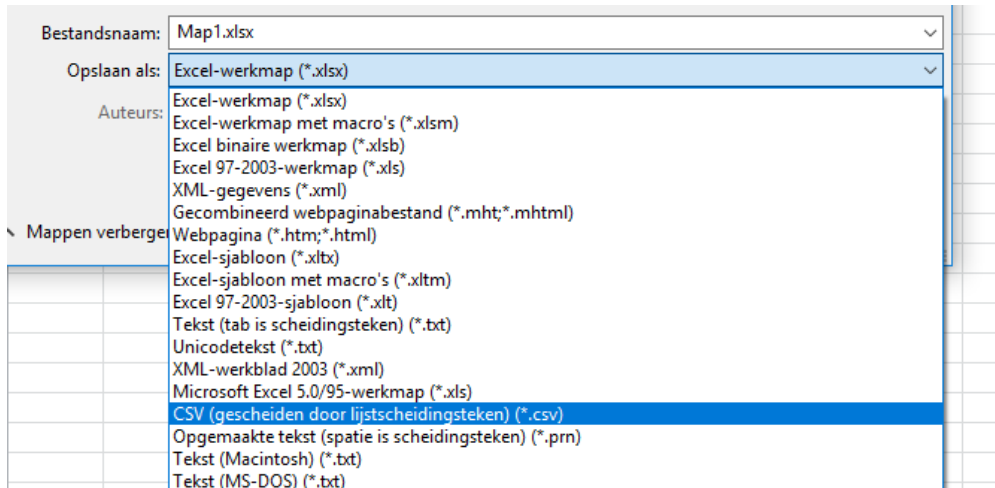 Bestandsnaam: Map1.xlsx
Opslaan als: Excel-werkmap (*.xlsx)
Auteurs:
Excel-werkmap (*.xlsx)
Excel-werkmap met macro's (*.xlsm)
Excel binaire werkmap (*.xlsb)
Excel 97-2003-werkmap (*.xls)
XML-gegevens (*.xml)
Gecombineerd webpaginabestand (*.mht;*.mhtml)
Mappen verberge
Webpagina (*.htm;*.html)
Excel-sjabloon (*.xltx)
Excel-sjabloon met macro's (*.xltm)
Excel 97-2003-sjabloon (*.xlt)
Tekst (tab is scheidingsteken) (*.txt)
Unicodetekst (*.txt)
XML-werkblad 2003 (*.xml)
Microsoft Excel 5.0/95-werkmap (*.xls)
CSV (gescheiden door lijstscheidingsteken) (*.csv)
Opgemaakte tekst (spatie is scheidingsteken) (*.prn)
Tekst (Macintosh) (*.txt)
Tekst (MS-DOS) (*.txt)